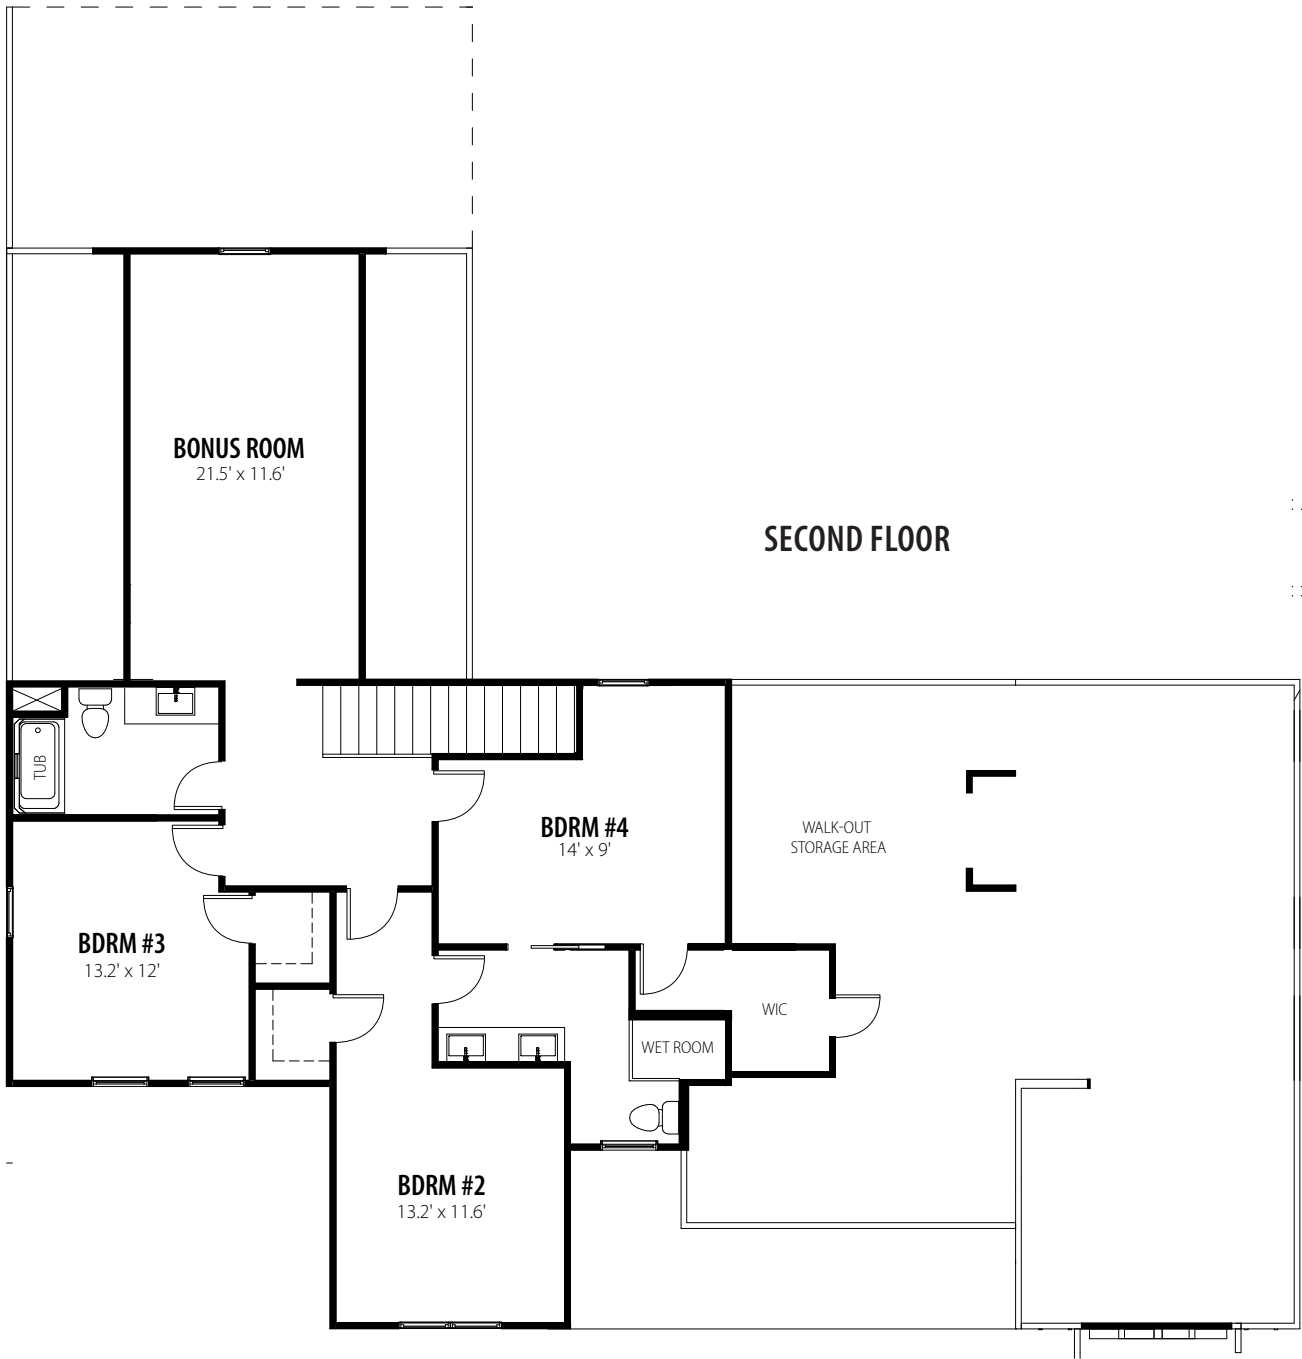 BONUS ROOM
21.5' x 11.6'
SECOND FLOOR
TUB
BDRM #4
14' x 9'
WALK-OUT
STORAGE AREA
BDRM #3
13.2' x 12'
WIC
WET ROOM
BDRM #2
13.2' x 11.6'